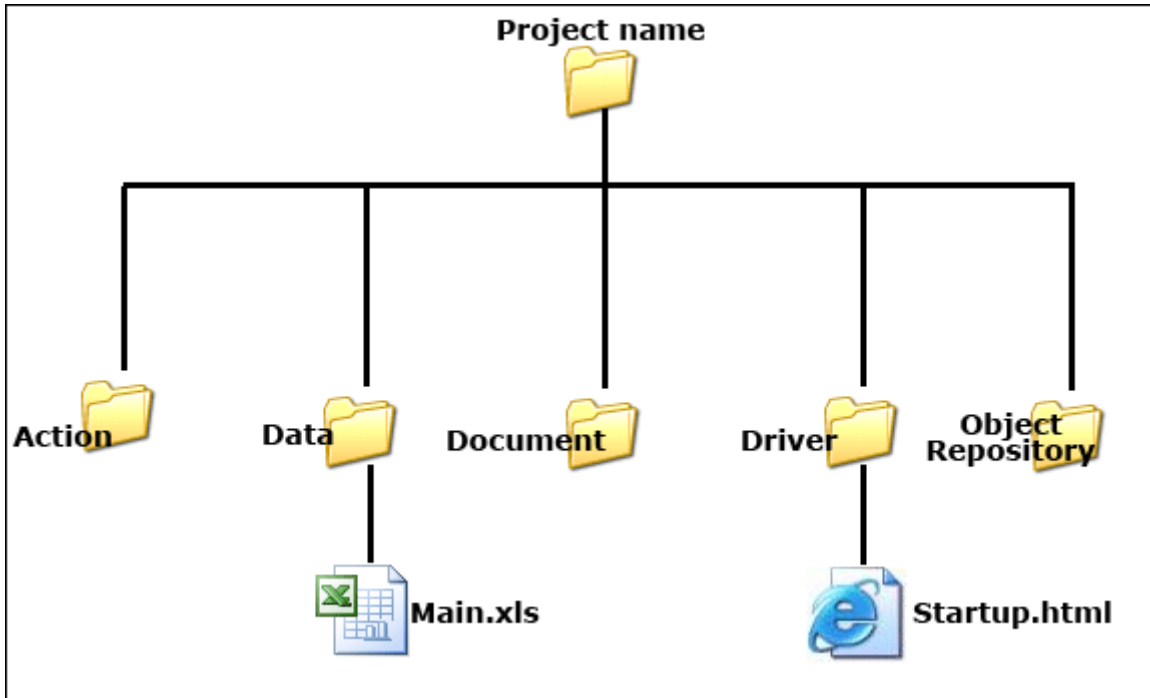 Project name
Action
Data
Document
Driver
Object
Repository
Main.xls
Startup.html